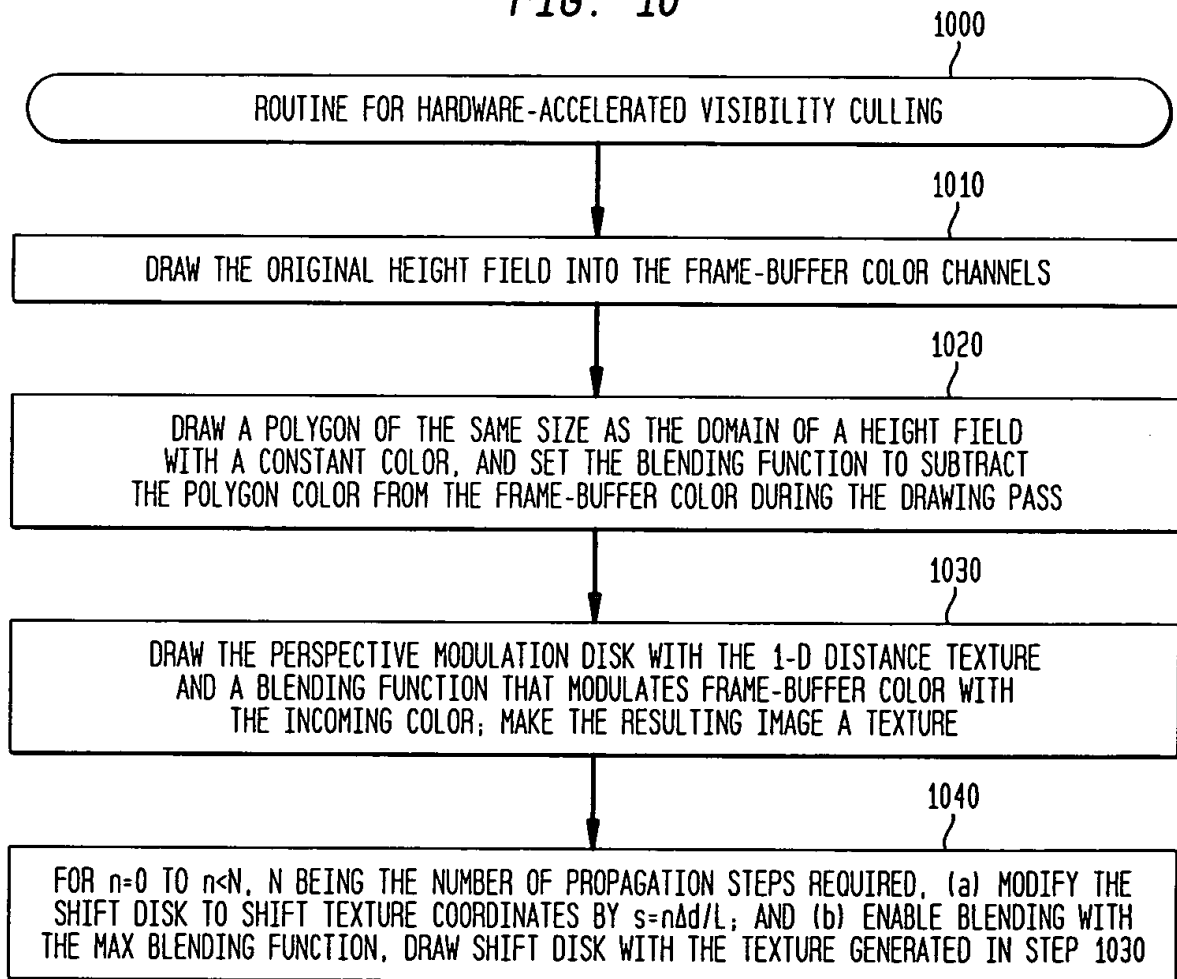 FIG. 10
1000
ROUTINE FOR HARDWARE-ACCELERATED VISIBILITY CULLING
1010
DRAW THE ORIGINAL HEIGHT FIELD INTO THE FRAME-BUFFER COLOR CHANNELS
1020
DRAW A POLYGON OF THE SAME SIZE AS THE DOMAIN OF A HEIGHT FIELD
WITH A CONSTANT COLOR, AND SET THE BLENDING FUNCTION TO SUBTRACT
THE POLYGON COLOR FROM THE FRAME-BUFFER COLOR DURING THE DRAWING PASS
1030
DRAW THE PERSPECTIVE MODULATION DISK WITH THE 1-D DISTANCE TEXTURE
AND A BLENDING FUNCTION THAT MODULATES FRAME-BUFFER COLOR WITH
THE INCOMING COLOR; MAKE THE RESULTING IMAGE A TEXTURE
1040
FOR n=0 TO n<N, N BEING THE NUMBER OF PROPAGATION STEPS REQUIRED, (a) MODIFY THE
SHIFT DISK TO SHIFT TEXTURE COORDINATES BY s=nΔd/L; AND (b) ENABLE BLENDING WITH
THE MAX BLENDING FUNCTION, DRAW SHIFT DISK WITH THE TEXTURE GENERATED IN STEP 1030